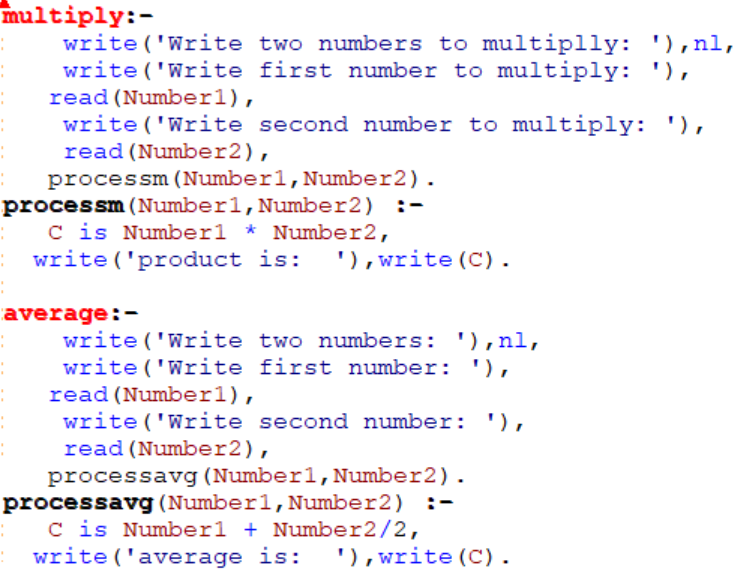 multiply:-
    write('Write two numbers to multiplly: '),nl,
    write('Write first number to multiply: '),
   read(Number1),
    write('Write second number to multiply: '),
    read(Number2),
   processm(Number1,Number2).
processm(Number1,Number2) :-
   C is Number1 * Number2,
  write('product is:  '),write(C).

average:-
    write('Write two numbers: '),nl,
    write('Write first number: '),
   read(Number1),
    write('Write second number: '),
    read(Number2),
   processavg(Number1,Number2).
processavg(Number1,Number2) :-
   C is Number1 + Number2/2,
  write('average is:  '),write(C).